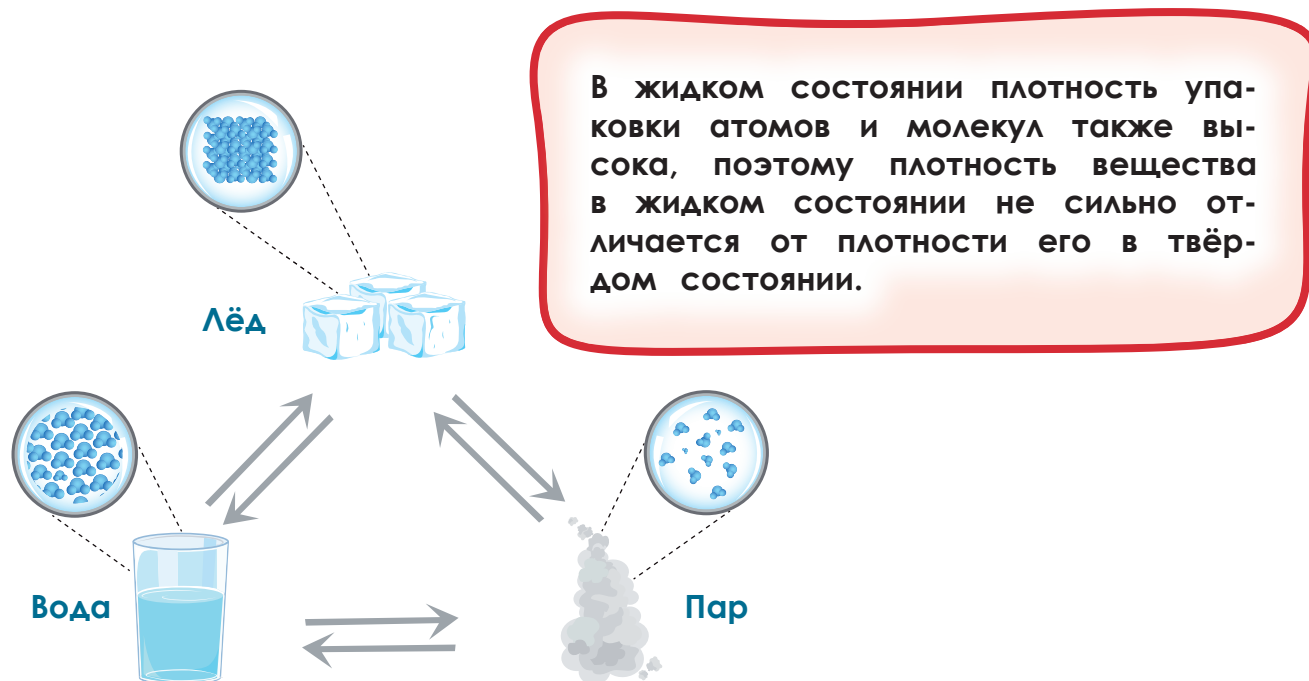 В жидком состоянии плотность упа-
ковки атомов и молекул также вы-
сока, поэтому плотность вещества
в жидком состоянии не сильно от-
личается от плотности его в твёр-
дом состоянии.
Лёд
Вода
Пар